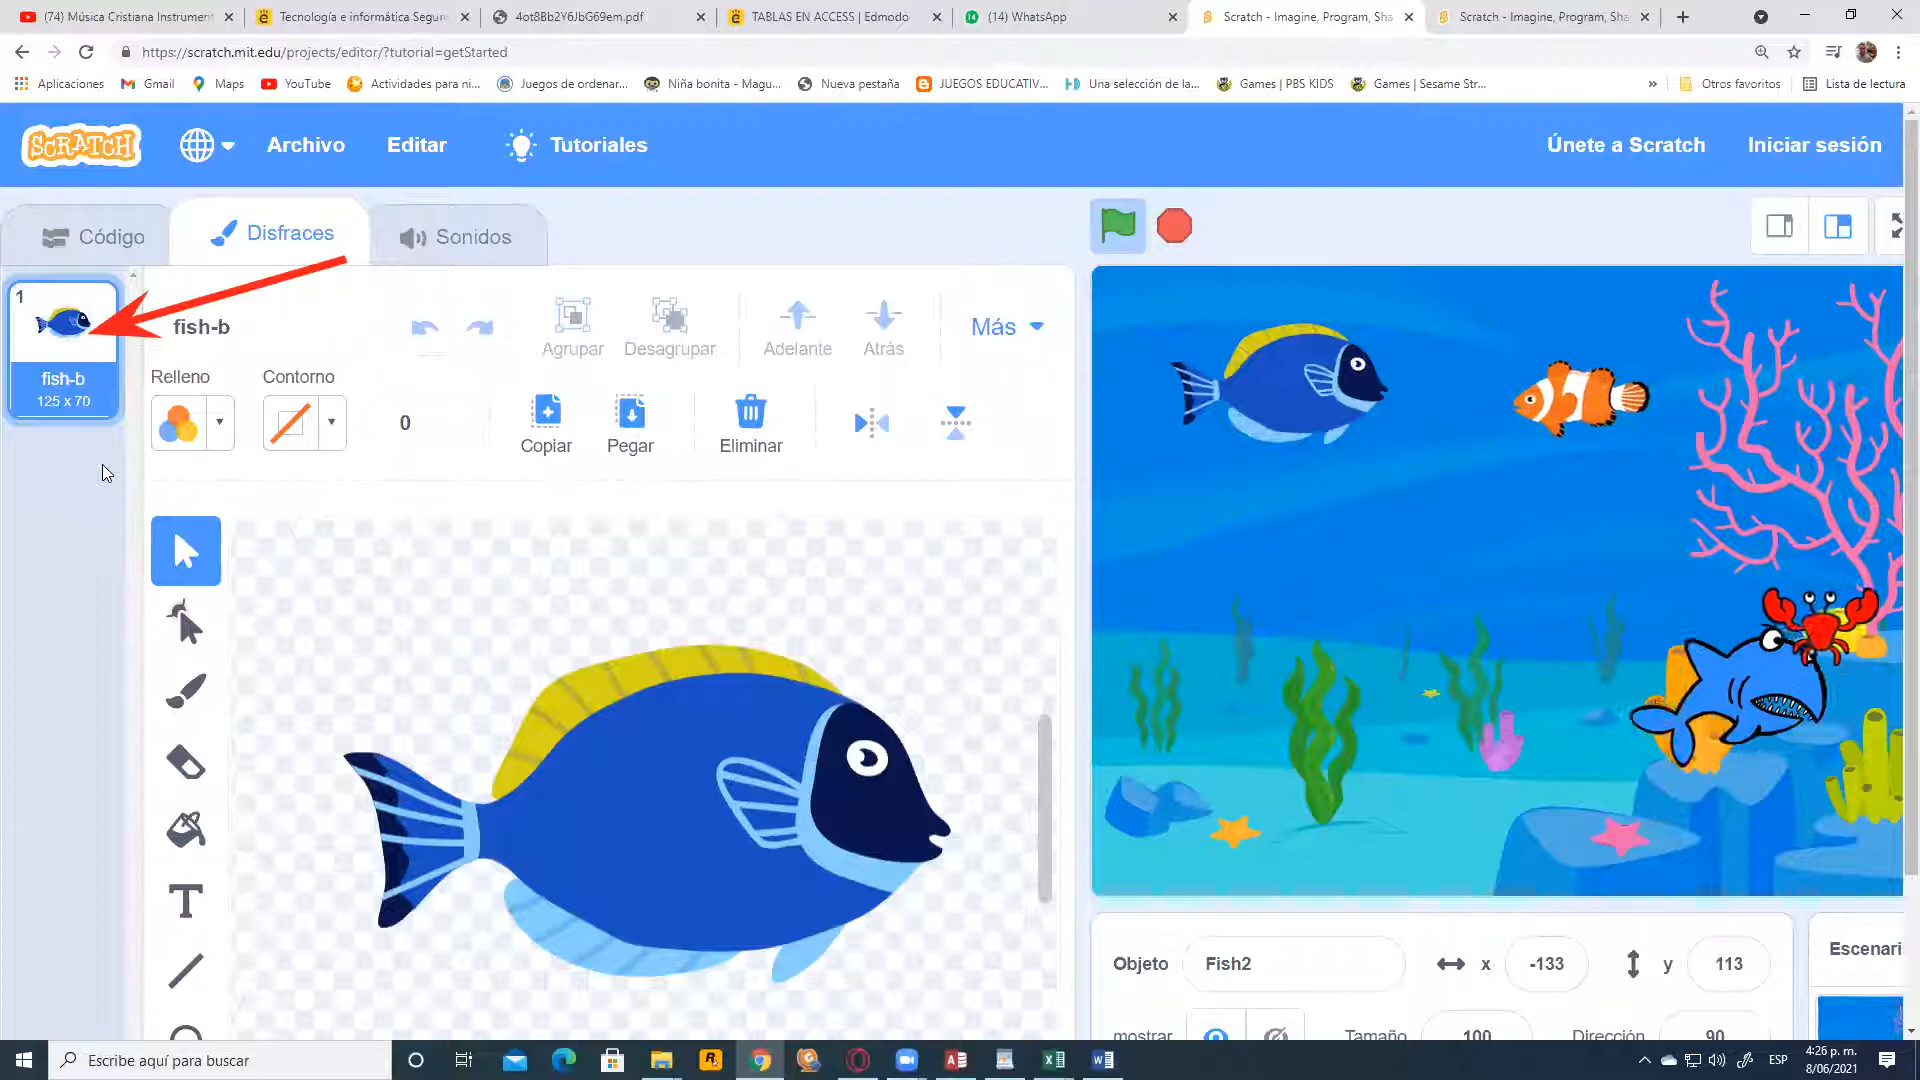 (74) Música Cristiana Instrument
Tecnología e informática Segun
4ot8Bb2Y6JbG69em.pdf
TABLAS EN ACCESS | Edmodo
(14) WhatsApp
Scratch - Imagine, Program, Sha
Scratch - Imagine, Program, Sha
https://scratch.mit.edu/projects/editor/?tutorial=getStarted
Aplicaciones
Gmail
Maps
YouTube
Actividades para ni...
Juegos de ordenar...
Niña bonita - Magu...
Nueva pestaña
JUEGOS EDUCATIV...
Una selección de la...
Games | PBS KIDS
Games | Sesame Str...
»
Otros favoritos
Lista de lectura
SCRATCH
Archivo
Editar
Tutoriales
Únete a Scratch
Iniciar sesión
Código
Disfraces
Sonidos
1
fish-b
125 x 70
fish-b
Agrupar
Desagrupar
Adelante
Atrás
Más
Relleno
Contorno
0
Copiar
Pegar
Eliminar
T
Objeto
Fish2
x
-133
y
113
Escenari
mostrar
Tamaño
100
Dirección
90
Escribe aquí para buscar
ESP
4:26 p. m.
8/06/2021